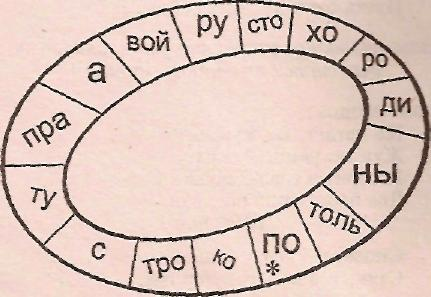 по *
ко
тро
с
ту
пра
а
вой
ру
сто
хо
ро
ди
ны
толь